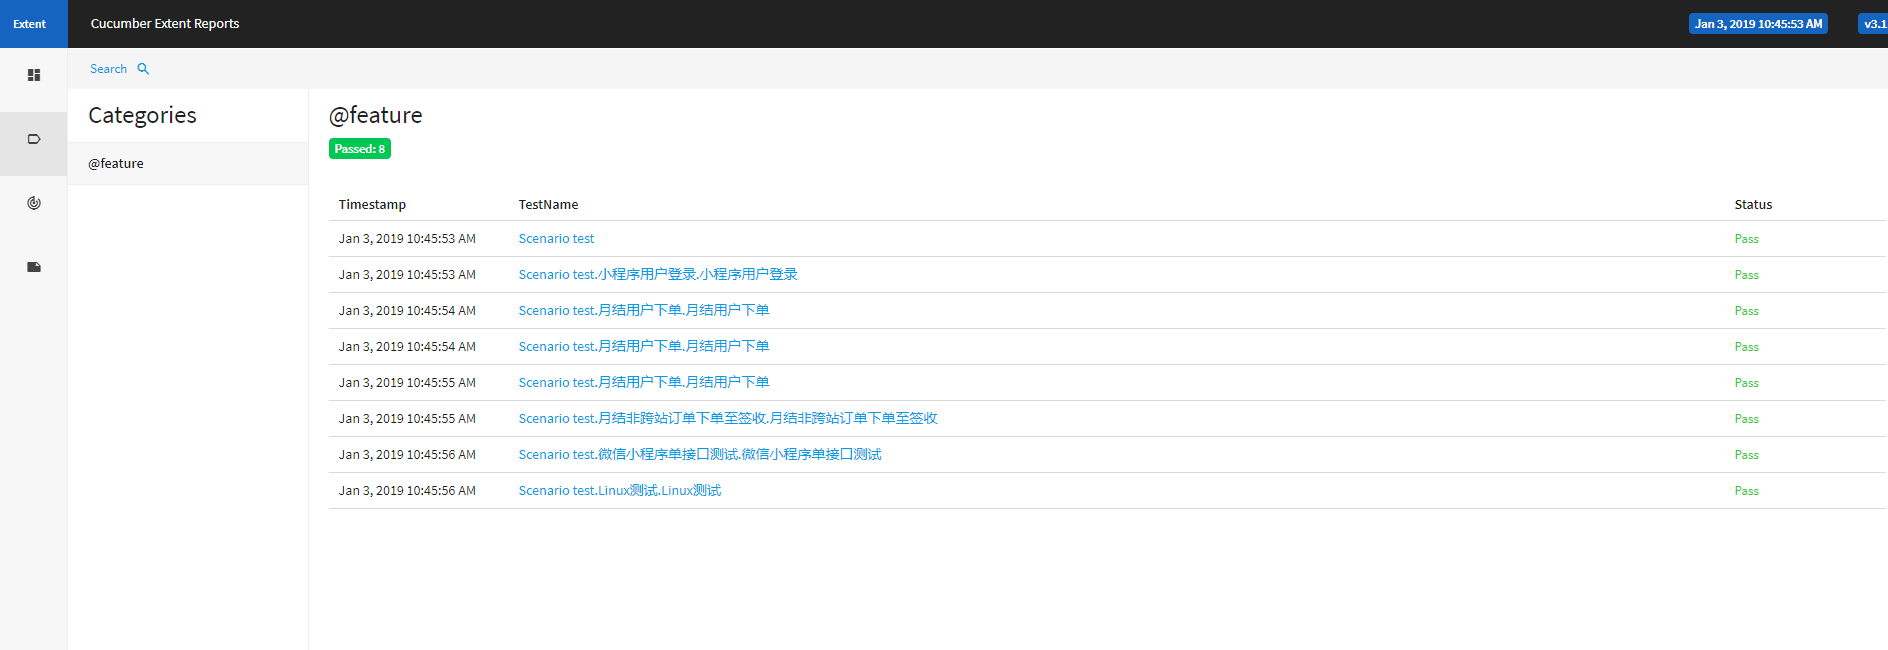 Extent Cucumber Extent Reports Jan 3, 2019 10:45:53 AM v3.1
Search
Categories
@feature
@feature
Passed: 8
Timestamp TestName Status
Jan 3, 2019 10:45:53 AM Scenario test Pass
Jan 3, 2019 10:45:53 AM Scenario test.小程序用户登录.小程序用户登录 Pass
Jan 3, 2019 10:45:54 AM Scenario test.月结用户下单.月结用户下单 Pass
Jan 3, 2019 10:45:54 AM Scenario test.月结用户下单.月结用户下单 Pass
Jan 3, 2019 10:45:55 AM Scenario test.月结用户下单.月结用户下单 Pass
Jan 3, 2019 10:45:55 AM Scenario test.月结非跨站订单下单至签收.月结非跨站订单下单至签收 Pass
Jan 3, 2019 10:45:56 AM Scenario test.微信小程序单接口测试.微信小程序单接口测试 Pass
Jan 3, 2019 10:45:56 AM Scenario test.Linux测试.Linux测试 Pass